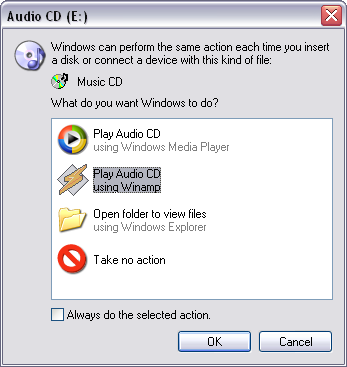 Audio CD (E:)
Windows can perform the same action each time you insert
a disk or connect a device with this kind of file:
Music CD
What do you want Windows to do?
Play Audio CD
using Windows Media Player
Play Audio CD
using Winamp
Open folder to view files
using Windows Explorer
Take no action
Always do the selected action.
OK
Cancel